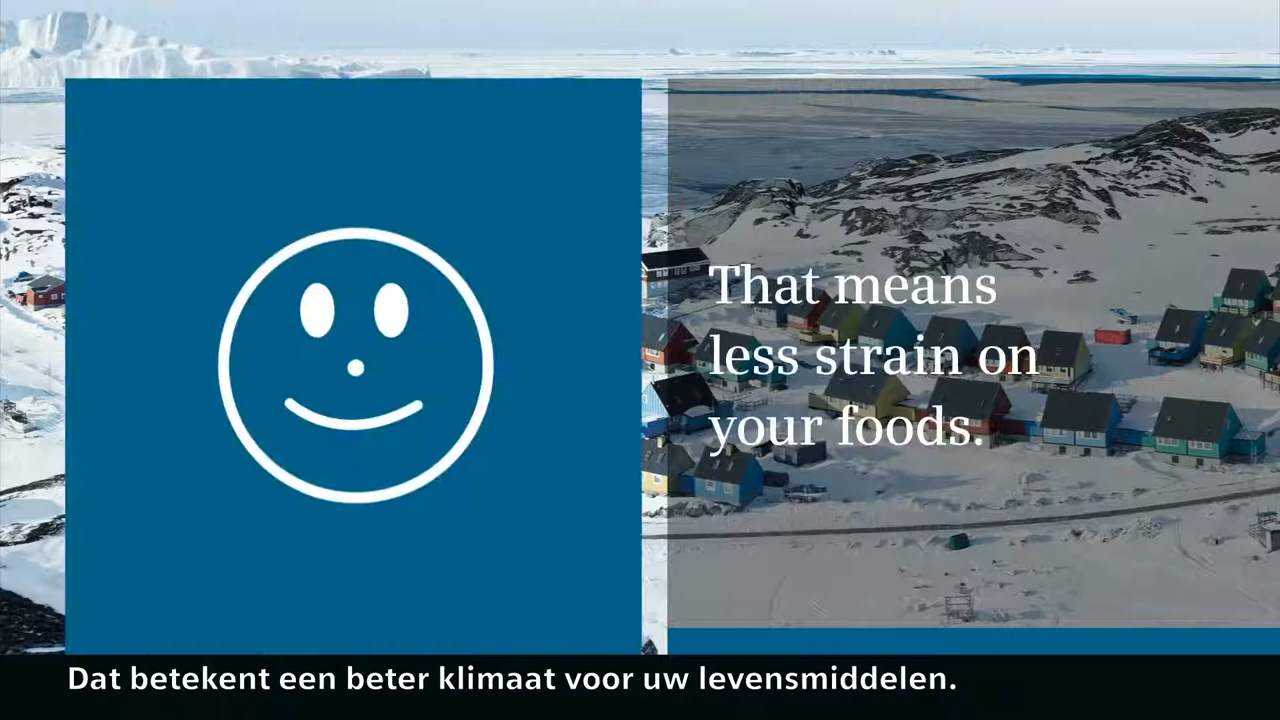 That means
less strain on
your foods.
Dat betekent een beter klimaat voor uw levensmiddelen.